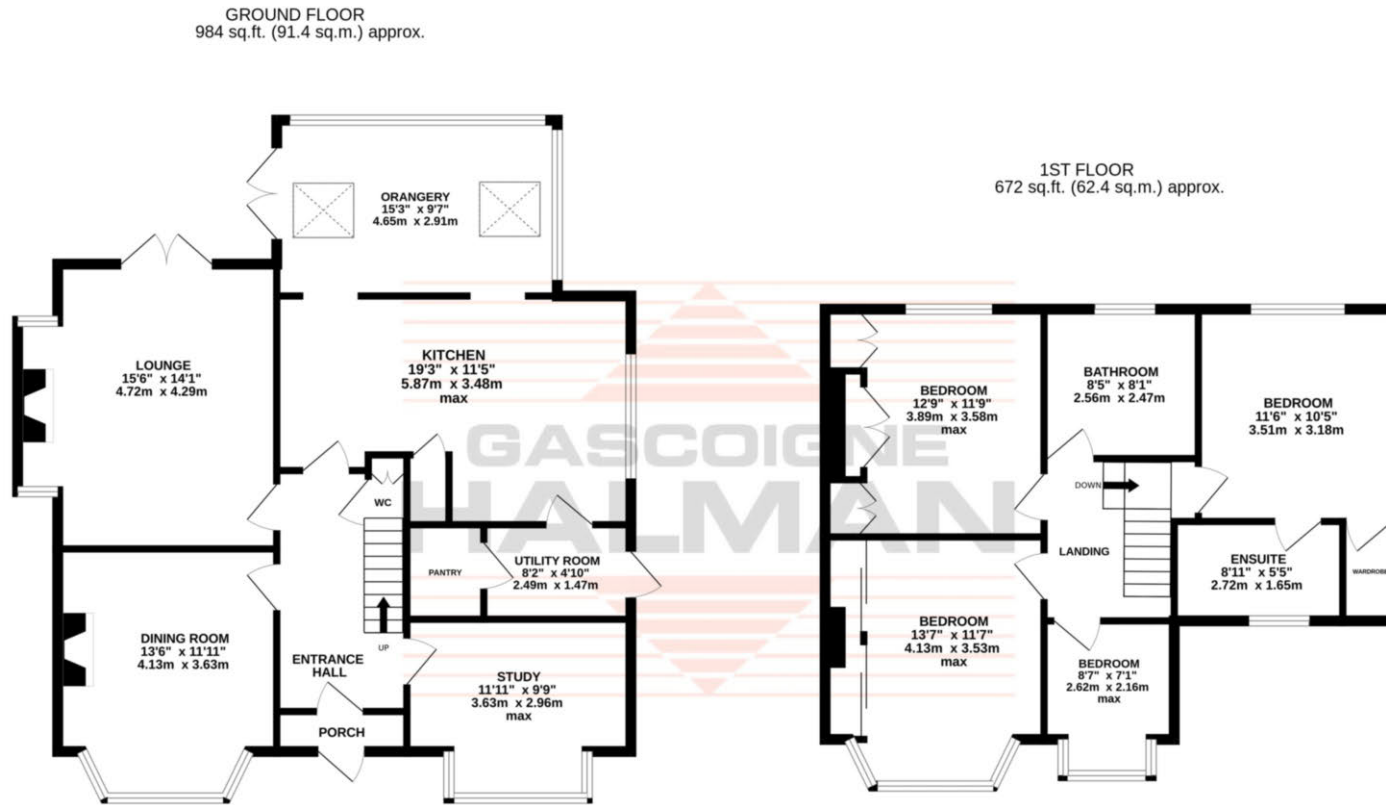 GROUND FLOOR
984 sq.ft. (91.4 sq.m.) approx.
ORANGERY
15'3" x 9'7"
4.65m x 2.91m
LOUNGE
15'6" x 14'1"
4.72m x 4.29m
KITCHEN
19'3" x 11'5"
5.87m x 3.48m
max
WC
PANTRY
UTILITY ROOM
8'2" x 4'10"
2.49m x 1.47m
DINING ROOM
13'6" x 11'11"
4.13m x 3.63m
ENTRANCE
HALL
UP
STUDY
11'11" x 9'9"
3.63m x 2.96m
max
PORCH
GASCOIGNE
HALMAN
1ST FLOOR
672 sq.ft. (62.4 sq.m.) approx.
BEDROOM
12'9" x 11'9"
3.89m x 3.58m
max
BATHROOM
8'5" x 8'1"
2.56m x 2.47m
BEDROOM
11'6" x 10'5"
3.51m x 3.18m
DOWN
LANDING
ENSUITE
8'11" x 5'5"
2.72m x 1.65m
WARDROBE
BEDROOM
13'7" x 11'7"
4.13m x 3.53m
max
BEDROOM
8'7" x 7'1"
2.62m x 2.16m
max